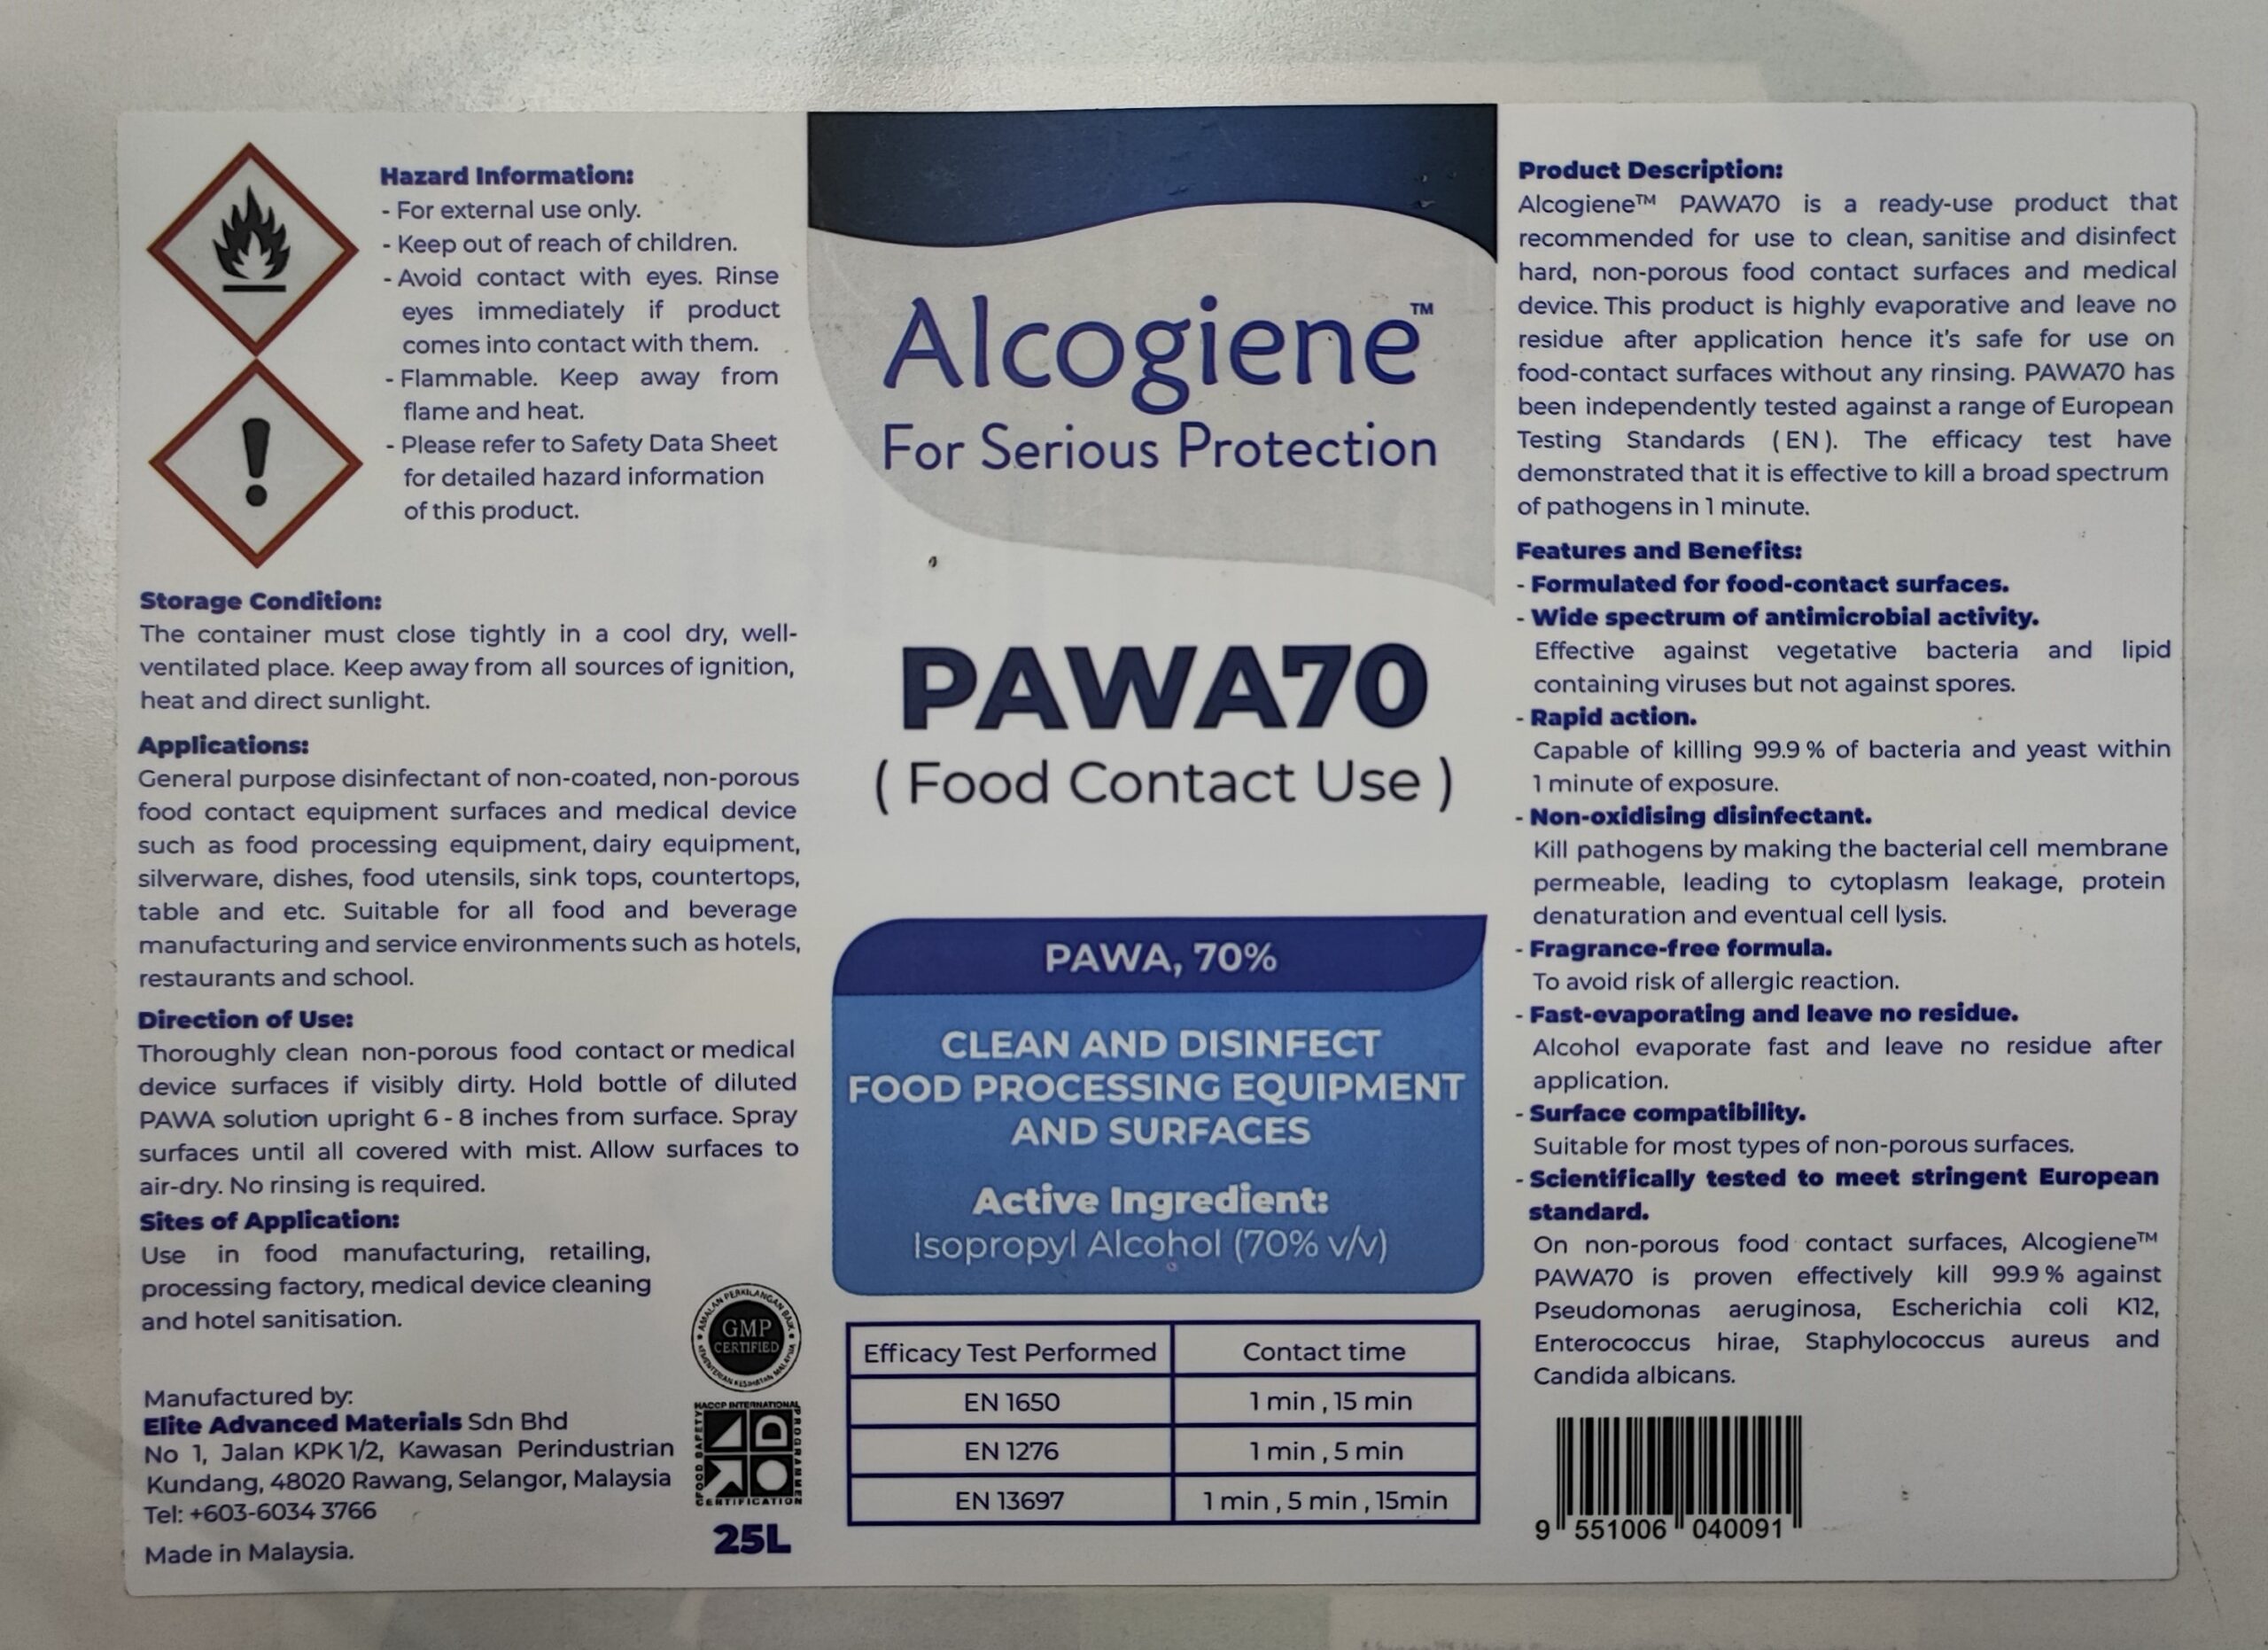 Hazard Information:
- For external use only.
- Keep out of reach of children.
- Avoid contact with eyes. Rinse
eyes immediately if product
comes into contact with them.
- Flammable. Keep away from
flame and heat.
- Please refer to Safety Data Sheet
for detailed hazard information
of this product.
Storage Condition:
The container must close tightly in a cool dry, well-
ventilated place. Keep away from all sources of ignition,
heat and direct sunlight.
Applications:
General purpose disinfectant of non-coated, non-porous
food contact equipment surfaces and medical device
such as food processing equipment, dairy equipment,
silverware, dishes, food utensils, sink tops, countertops,
table and etc. Suitable for all food and beverage
manufacturing and service environments such as hotels,
restaurants and school.
Direction of Use:
Thoroughly clean non-porous food contact or medical
device surfaces if visibly dirty. Hold bottle of diluted
PAWA solution upright 6 - 8 inches from surface. Spray
surfaces until all covered with mist. Allow surfaces to
air-dry. No rinsing is required.
Sites of Application:
Use in food manufacturing, retailing,
processing factory, medical device cleaning
and hotel sanitisation.
AMALAN PERKILANGAN BAIK
GMP
CERTIFIED
KEMENTERIAN KESIHATAN MALAYSIA
Manufactured by:
Elite Advanced Materials Sdn Bhd
No 1, Jalan KPK 1/2, Kawasan Perindustrian
Kundang, 48020 Rawang, Selangor, Malaysia
Tel: +603-6034 3766
Made in Malaysia.
HACCP INTERNATIONAL
FOOD SAFETY
PROGRAMMES
CERTIFICATION
25L
Alcogiene™
For Serious Protection
PAWA70
( Food Contact Use )
PAWA, 70%
CLEAN AND DISINFECT
FOOD PROCESSING EQUIPMENT
AND SURFACES
Active Ingredient:
Isopropyl Alcohol (70% v/v)
Efficacy Test Performed Contact time
EN 1650 1 min , 15 min
EN 1276 1 min , 5 min
EN 13697 1 min , 5 min , 15min
Product Description:
Alcogiene™ PAWA70 is a ready-use product that
recommended for use to clean, sanitise and disinfect
hard, non-porous food contact surfaces and medical
device. This product is highly evaporative and leave no
residue after application hence it's safe for use on
food-contact surfaces without any rinsing. PAWA70 has
been independently tested against a range of European
Testing Standards ( EN ). The efficacy test have
demonstrated that it is effective to kill a broad spectrum
of pathogens in 1 minute.
Features and Benefits:
- Formulated for food-contact surfaces.
- Wide spectrum of antimicrobial activity.
Effective against vegetative bacteria and lipid
containing viruses but not against spores.
- Rapid action.
Capable of killing 99.9 % of bacteria and yeast within
1 minute of exposure.
- Non-oxidising disinfectant.
Kill pathogens by making the bacterial cell membrane
permeable, leading to cytoplasm leakage, protein
denaturation and eventual cell lysis.
- Fragrance-free formula.
To avoid risk of allergic reaction.
- Fast-evaporating and leave no residue.
Alcohol evaporate fast and leave no residue after
application.
- Surface compatibility.
Suitable for most types of non-porous surfaces.
- Scientifically tested to meet stringent European
standard.
On non-porous food contact surfaces, Alcogiene™
PAWA70 is proven effectively kill 99.9 % against
Pseudomonas aeruginosa, Escherichia coli K12,
Enterococcus hirae, Staphylococcus aureus and
Candida albicans.
9 551006 040091